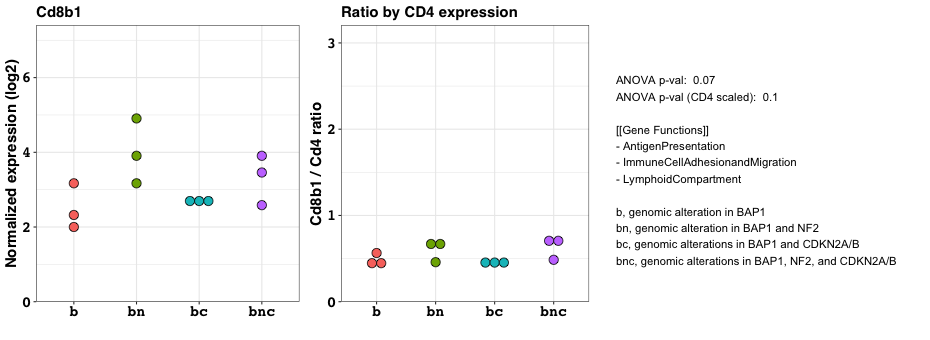 Cd8b1
Normalized expression (log2)
6
4
2
0
b bn bc bnc
Ratio by CD4 expression
Cd8b1 / Cd4 ratio
3
2
1
0
b bn bc bnc
ANOVA p-val:  0.07
ANOVA p-val (CD4 scaled):  0.1
[[Gene Functions]]
- AntigenPresentation
- ImmuneCellAdhesionandMigration
- LymphoidCompartment
b, genomic alteration in BAP1
bn, genomic alteration in BAP1 and NF2
bc, genomic alterations in BAP1 and CDKN2A/B
bnc, genomic alterations in BAP1, NF2, and CDKN2A/B